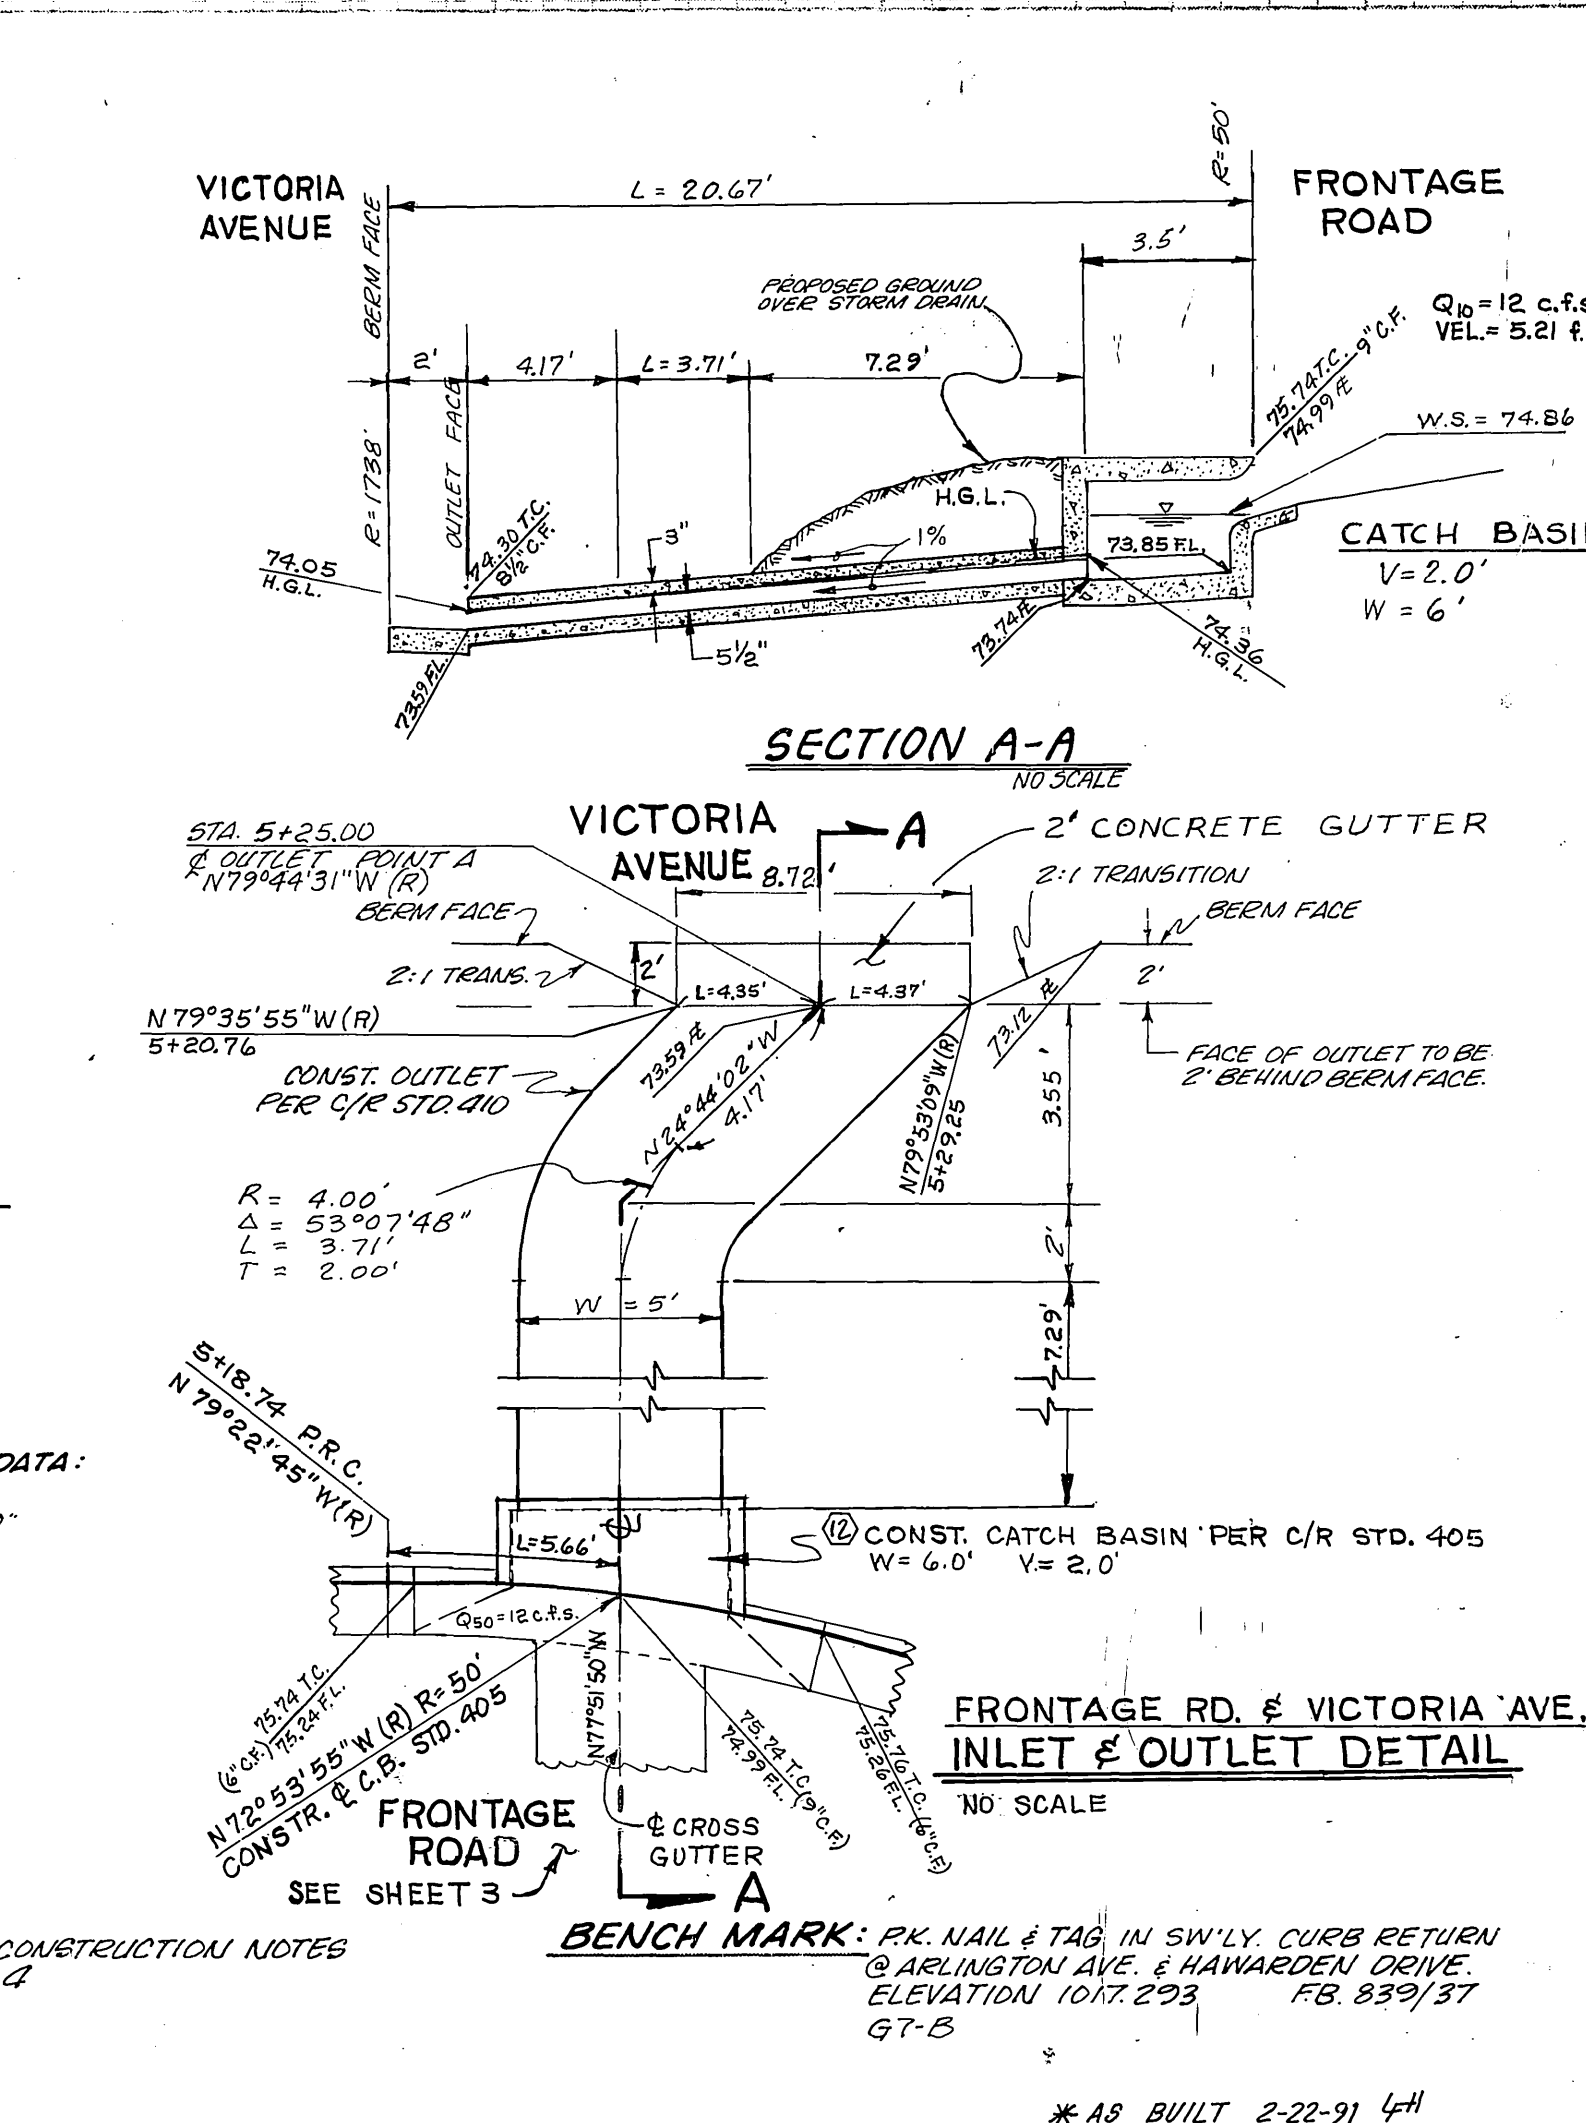 VICTORIA
AVENUE
BERM FACE
L = 20.67'
R=50'
FRONTAGE
ROAD
3.5'
PROPOSED GROUND
OVER STORM DRAIN
Q10=12 c.f.s
VEL.= 5.21 f.
2'
4.17'
L=3.71'
7.29'
75.74 T.C. 9" C.F.
74.99 ℄
W.S. = 74.86
R=1738'
OUTLET FACE
74.30 T.C.
8½" C.F.
H.G.L.
3"
1%
73.85 F.L.
CATCH BASIN
V=2.0'
W = 6'
74.05
H.G.L.
73.59 F.L.
5½"
73.74 ℄
74.36
H.G.L.
SECTION A-A
NO SCALE
VICTORIA
AVENUE
A
2' CONCRETE GUTTER
STA. 5+25.00
℄ OUTLET POINT A
N79°44'31"W (R)
8.72'
2:1 TRANSITION
BERM FACE
BERM FACE
2:1 TRANS.
2'
2'
L=4.35'
L=4.37'
N79°35'55"W(R)
5+20.76
73.59 ℄
N24°44'02"W
4.17'
73.12 ℄
FACE OF OUTLET TO BE
2' BEHIND BERM FACE.
CONST. OUTLET
PER C/R STD. 410
N79°53'09"W(R)
5+29.25
3.55'
R= 4.00'
Δ= 53°07'48"
L = 3.71'
T = 2.00'
2'
W = 5'
7.29'
5+18.74 P.R.C.
N 79°22'45" W(R)
DATA:
L=5.66'
12 CONST. CATCH BASIN PER C/R STD. 405
W= 6.0' V= 2.0'
Q50=12 c.f.s.
75.74 T.C.
(6"C.F.) 75.24 F.L.
N72°53'55"W (R) R=50'
CONSTR. ℄ C.B. STD. 405
N77°51'50"W
75.74 T.C. (9"C.F.)
74.99 F.L.
75.76 T.C. (6"C.F.)
75.26 F.L.
FRONTAGE RD. & VICTORIA AVE.
INLET & OUTLET DETAIL
NO SCALE
FRONTAGE
ROAD
SEE SHEET 3
℄ CROSS
GUTTER
A
CONSTRUCTION NOTES
4
BENCH MARK: P.K. NAIL & TAG IN SW'LY. CURB RETURN
@ ARLINGTON AVE. & HAWARDEN DRIVE.
ELEVATION 1017.293 F.B. 839/37
G7-B
* AS BUILT 2-22-91